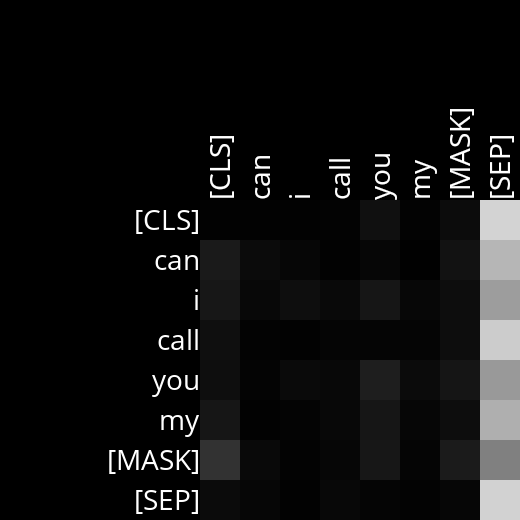 [CLS] can i call you my [MASK] [SEP]
[CLS]
can
i
call
you
my
[MASK]
[SEP]